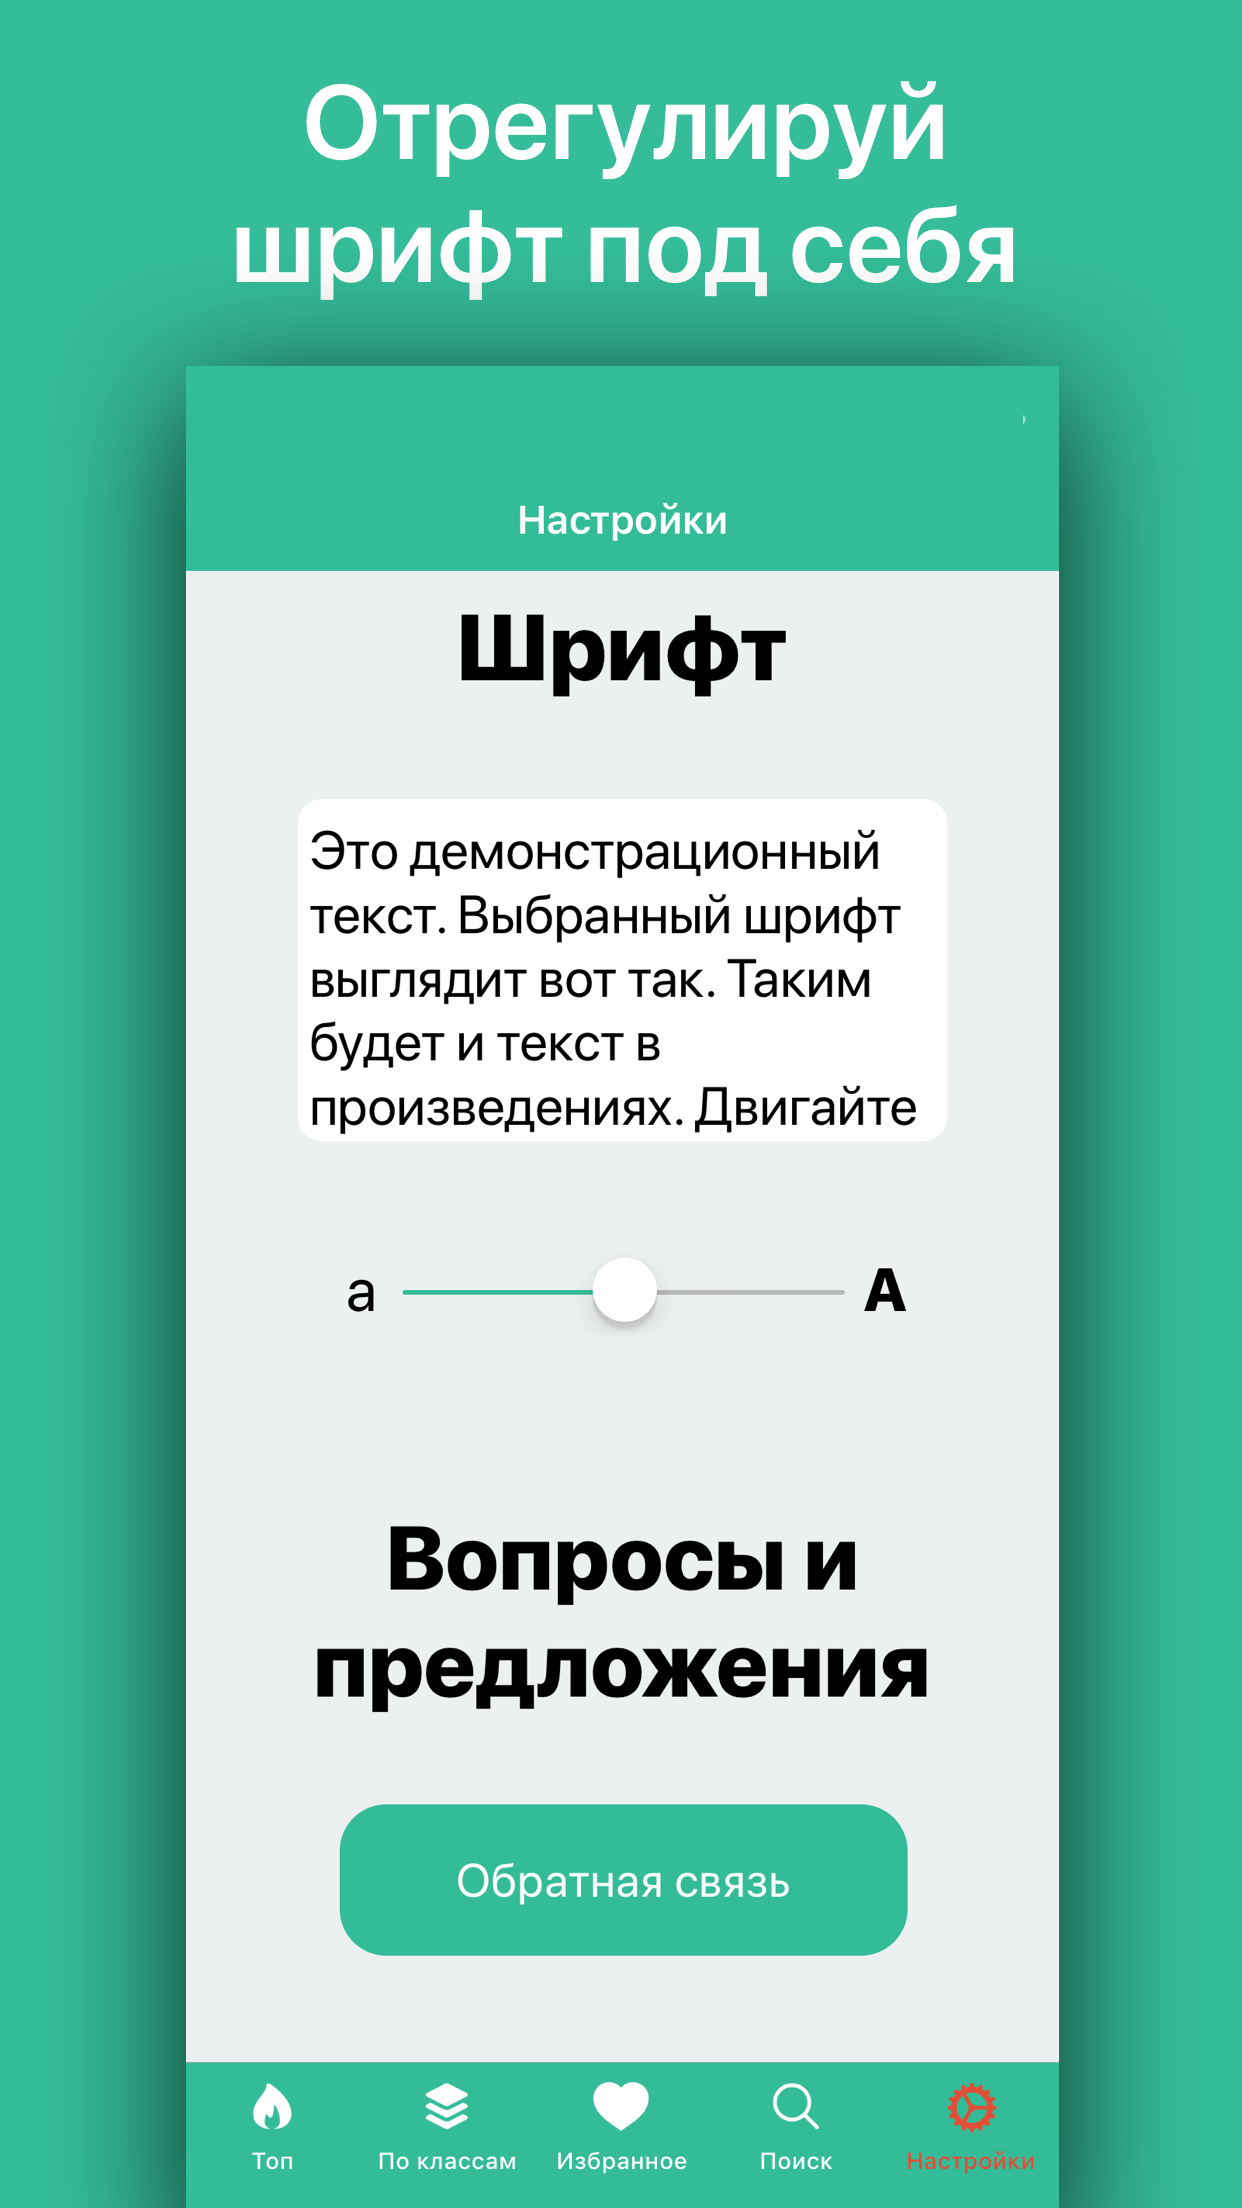 Отрегулируй
шрифт под себя
Настройки
Шрифт
Это демонстрационный
текст. Выбранный шрифт
выглядит вот так. Таким
будет и текст в
произведениях. Двигайте
а А
Вопросы и
предложения
Обратная связь
Топ По классам Избранное Поиск Настройки